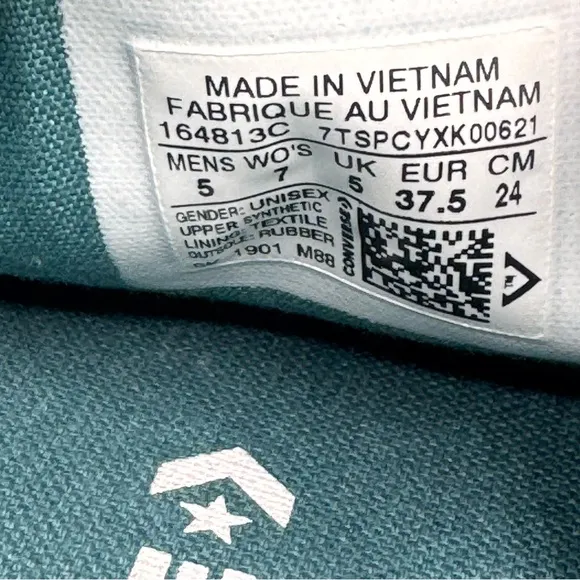 MADE IN VIETNAM
FABRIQUE AU VIETNAM
164813C 7TSPCYXK00621
MENS WO'S UK EUR CM
5 7 5 37.5 24
GENDER: UNISEX
UPPER: SYNTHETIC
LINING: TEXTILE
OUTSOLE: RUBBER
1901 M88
CONVERSE